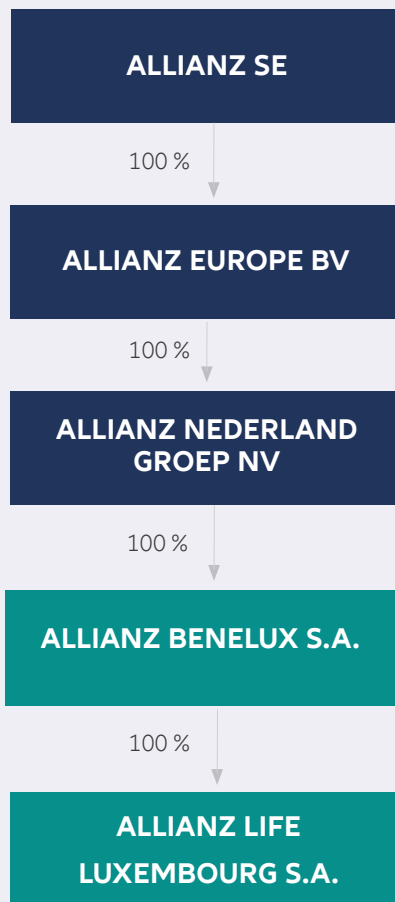 ALLIANZ SE
100 %
ALLIANZ EUROPE BV
100 %
ALLIANZ NEDERLAND
GROEP NV
100 %
ALLIANZ BENELUX S.A.
100 %
ALLIANZ LIFE
LUXEMBOURG S.A.